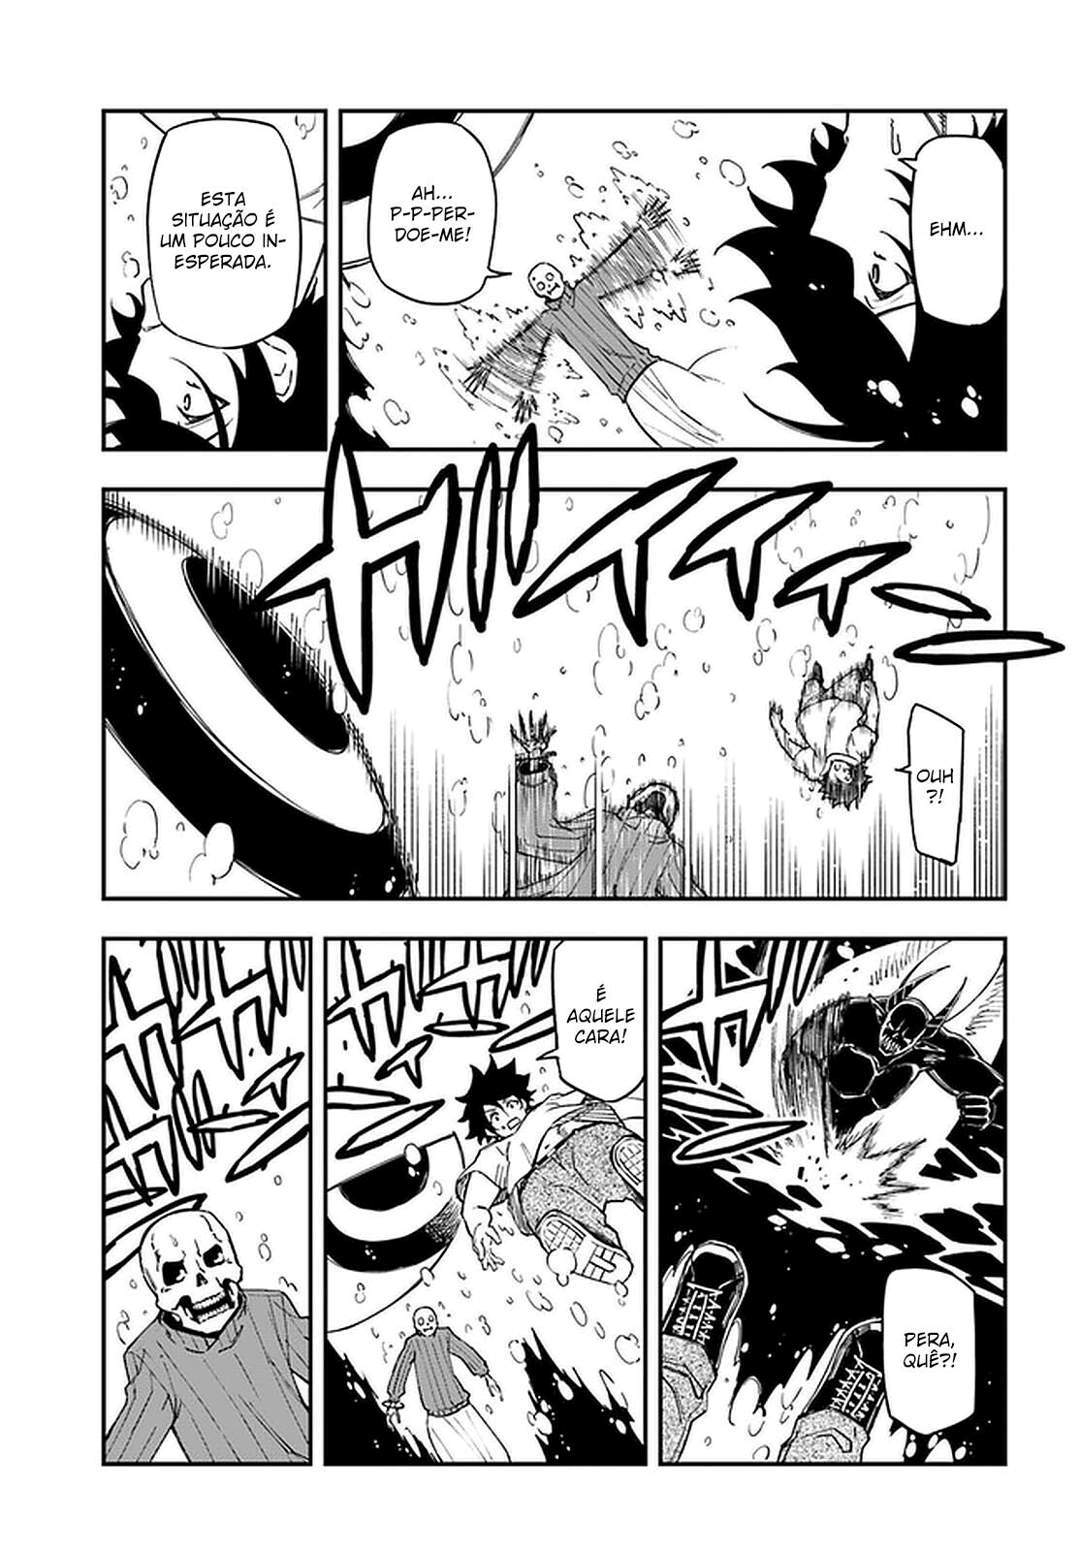 EHM...
AH...
P-P-PER-
DOE-ME!
ESTA
SITUAÇÃO É
UM POUCO IN-
ESPERADA.
OUH
?!
PERA,
QUÊ?!
É
AQUELE
CARA!